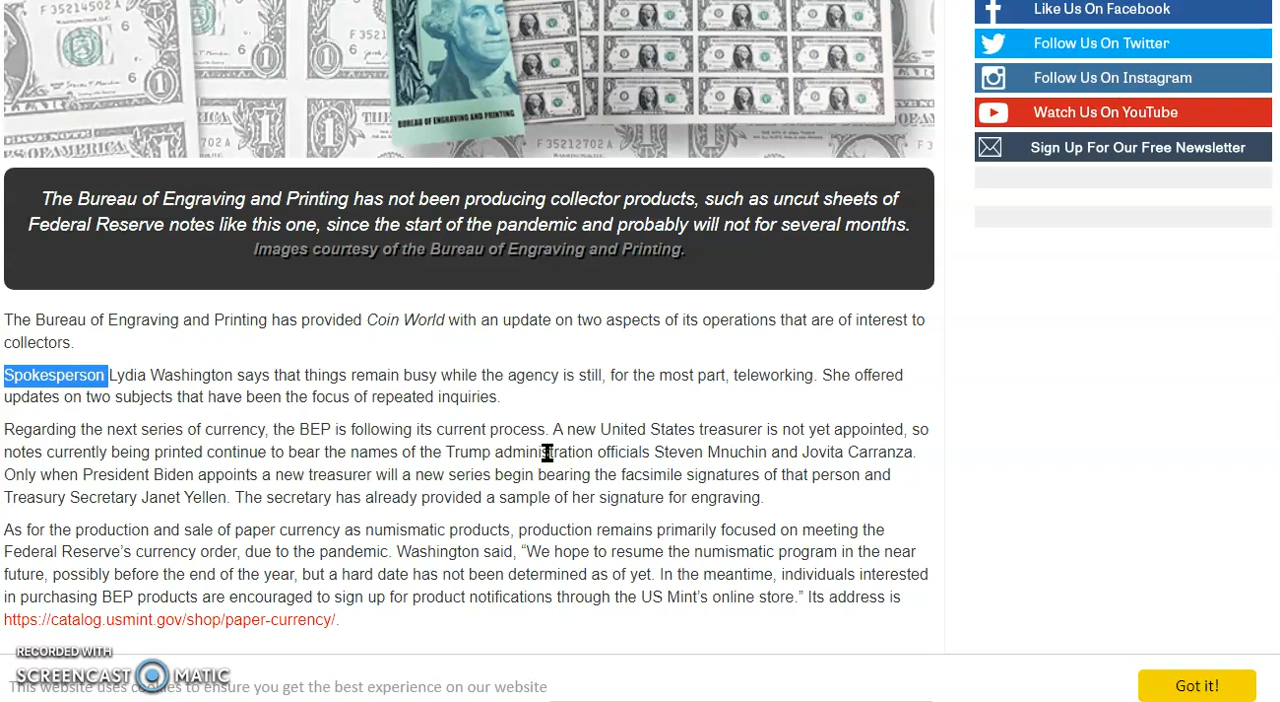 F 35214502 A
WASHINGTON, D.C.
6
1
F 3521
6
BUREAU OF ENGRAVING AND PRINTING
F 35212702 A
702 A
OF AMERICA
Like Us On Facebook
Follow Us On Twitter
Follow Us On Instagram
Watch Us On YouTube
Sign Up For Our Free Newsletter
The Bureau of Engraving and Printing has not been producing collector products, such as uncut sheets of
Federal Reserve notes like this one, since the start of the pandemic and probably will not for several months.
Images courtesy of the Bureau of Engraving and Printing.
The Bureau of Engraving and Printing has provided Coin World with an update on two aspects of its operations that are of interest to
collectors.
Spokesperson Lydia Washington says that things remain busy while the agency is still, for the most part, teleworking. She offered
updates on two subjects that have been the focus of repeated inquiries.
Regarding the next series of currency, the BEP is following its current process. A new United States treasurer is not yet appointed, so
notes currently being printed continue to bear the names of the Trump administration officials Steven Mnuchin and Jovita Carranza.
Only when President Biden appoints a new treasurer will a new series begin bearing the facsimile signatures of that person and
Treasury Secretary Janet Yellen. The secretary has already provided a sample of her signature for engraving.
As for the production and sale of paper currency as numismatic products, production remains primarily focused on meeting the
Federal Reserve’s currency order, due to the pandemic. Washington said, “We hope to resume the numismatic program in the near
future, possibly before the end of the year, but a hard date has not been determined as of yet. In the meantime, individuals interested
in purchasing BEP products are encouraged to sign up for product notifications through the US Mint’s online store.” Its address is
https://catalog.usmint.gov/shop/paper-currency/.
RECORDED WITH
SCREENCAST MATIC
This website uses cookies to ensure you get the best experience on our website
Got it!